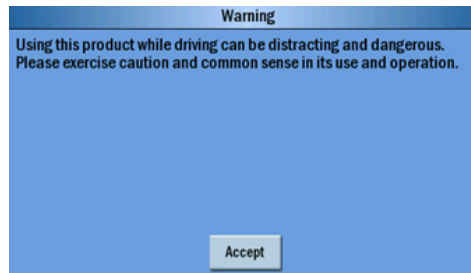 Warning
Using this product while driving can be distracting and dangerous.
Please exercise caution and common sense in its use and operation.
Accept